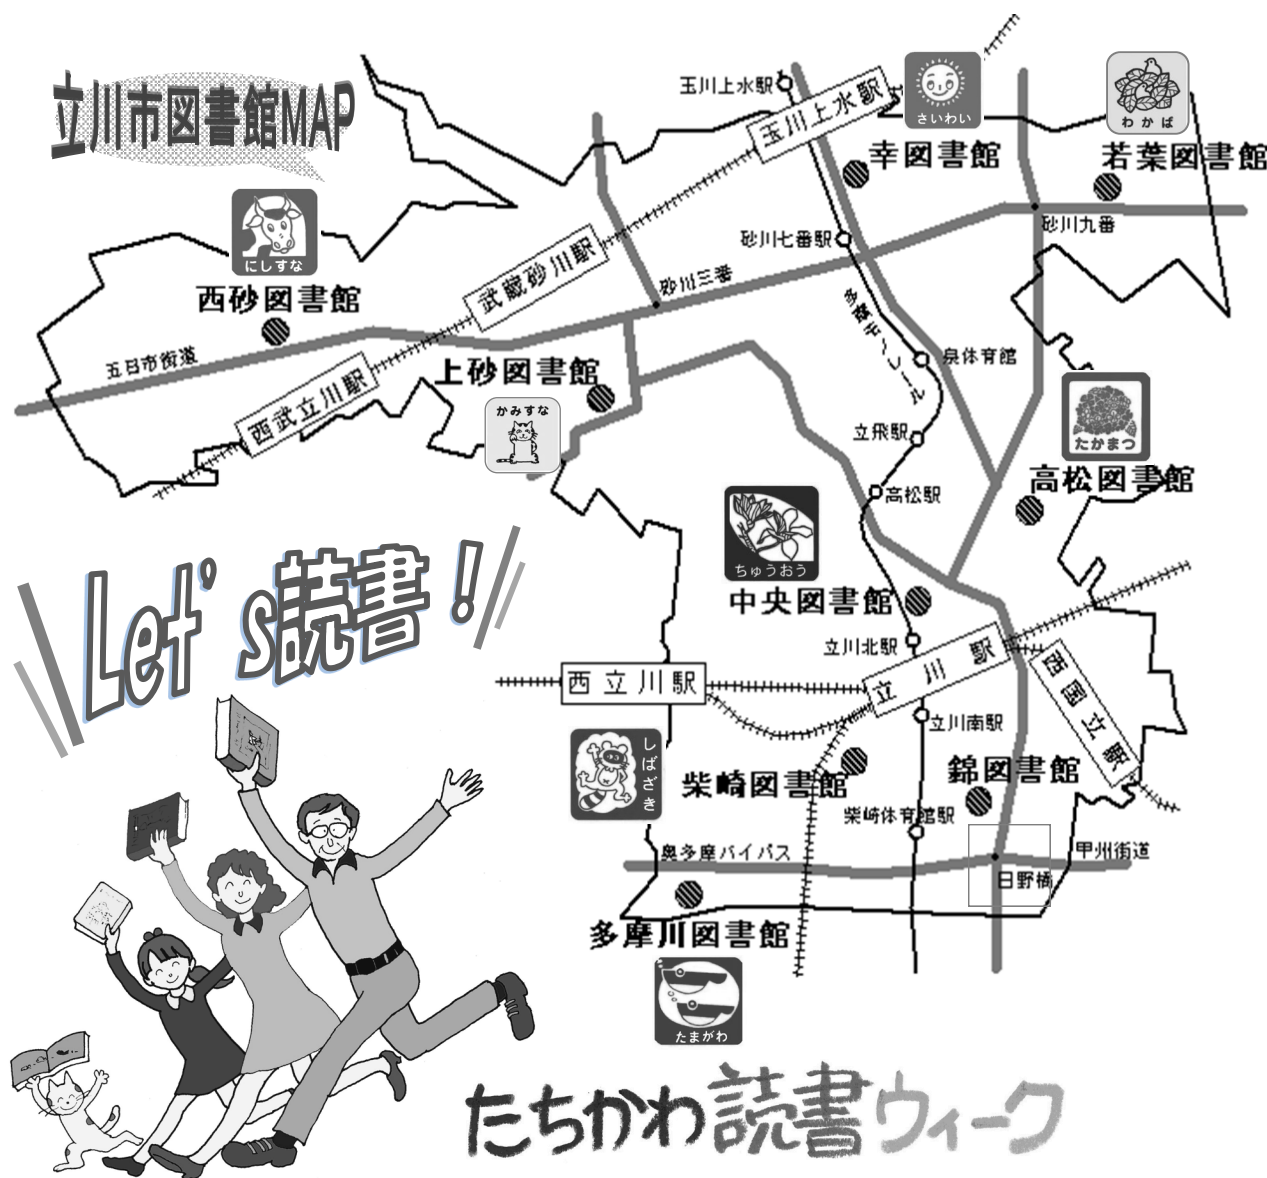 立川市図書館MAP
玉川上水駅
玉川上水駅
さいわい
幸図書館
わかば
若葉図書館
にしすな
西砂図書館
武蔵砂川駅
砂川七番駅
砂川九番
砂川三番
多摩モノレール
五日市街道
西武立川駅
上砂図書館
かみすな
泉体育館
立飛駅
高松駅
たかまつ
高松図書館
ちゅうおう
中央図書館
立川北駅
Let's読書!
西立川駅
立川駅
西国立駅
立川南駅
しばざき
柴崎図書館
錦図書館
柴崎体育館駅
奥多摩バイパス
甲州街道
日野橋
多摩川図書館
たまがわ
たちかわ読書ウィーク